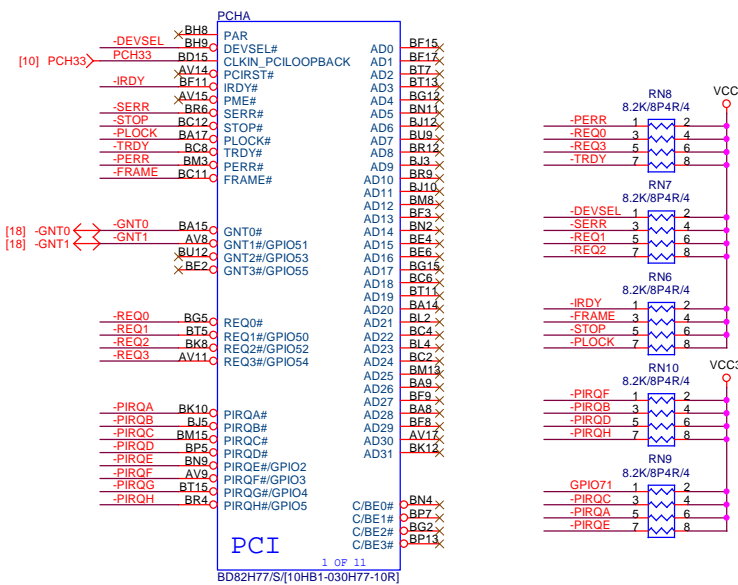 PCHA
BH8 PAR
-DEVSEL BH9 DEVSEL#
[10] PCH33 PCH33 BD15 CLKIN_PCILOOPBACK
AV14 PCIRST#
-IRDY BF11 IRDY#
AV15 PME#
-SERR BR6 SERR#
-STOP BC12 STOP#
-PLOCK BA17 PLOCK#
-TRDY BC8 TRDY#
-PERR BM3 PERR#
-FRAME BC11 FRAME#
[18] -GNT0 -GNT0 BA15 GNT0#
[18] -GNT1 -GNT1 AV8 GNT1#/GPIO51
BU12 GNT2#/GPIO53
BE2 GNT3#/GPIO55
-REQ0 BG5 REQ0#
-REQ1 BT5 REQ1#/GPIO50
-REQ2 BK8 REQ2#/GPIO52
-REQ3 AV11 REQ3#/GPIO54
-PIRQA BK10 PIRQA#
-PIRQB BJ5 PIRQB#
-PIRQC BM15 PIRQC#
-PIRQD BP5 PIRQD#
-PIRQE BN9 PIRQE#/GPIO2
-PIRQF AV9 PIRQF#/GPIO3
-PIRQG BT15 PIRQG#/GPIO4
-PIRQH BR4 PIRQH#/GPIO5
AD0 BF15
AD1 BF17
AD2 BT7
AD3 BT13
AD4 BG12
AD5 BN11
AD6 BJ12
AD7 BU9
AD8 BR12
AD9 BJ3
AD10 BR9
AD11 BJ10
AD12 BM8
AD13 BF3
AD14 BN2
AD15 BE4
AD16 BE6
AD17 BG15
AD18 BC6
AD19 BT11
AD20 BA14
AD21 BL2
AD22 BC4
AD23 BL4
AD24 BC2
AD25 BM13
AD26 BA9
AD27 BF9
AD28 BA8
AD29 BF8
AD30 AV17
AD31 BK12
C/BE0# BN4
C/BE1# BP7
C/BE2# BG2
C/BE3# BP13
PCI
1 OF 11
BD82H77/S/[10HB1-030H77-10R]
VCC
RN8
8.2K/8P4R/4
-PERR 1 2
-REQ0 3 4
-REQ3 5 6
-TRDY 7 8
RN7
8.2K/8P4R/4
-DEVSEL 1 2
-SERR 3 4
-REQ1 5 6
-REQ2 7 8
RN6
8.2K/8P4R/4
-IRDY 1 2
-FRAME 3 4
-STOP 5 6
-PLOCK 7 8
VCC3
RN10
8.2K/8P4R/4
-PIRQF 1 2
-PIRQB 3 4
-PIRQD 5 6
-PIRQH 7 8
RN9
8.2K/8P4R/4
GPIO71 1 2
-PIRQC 3 4
-PIRQA 5 6
-PIRQE 7 8